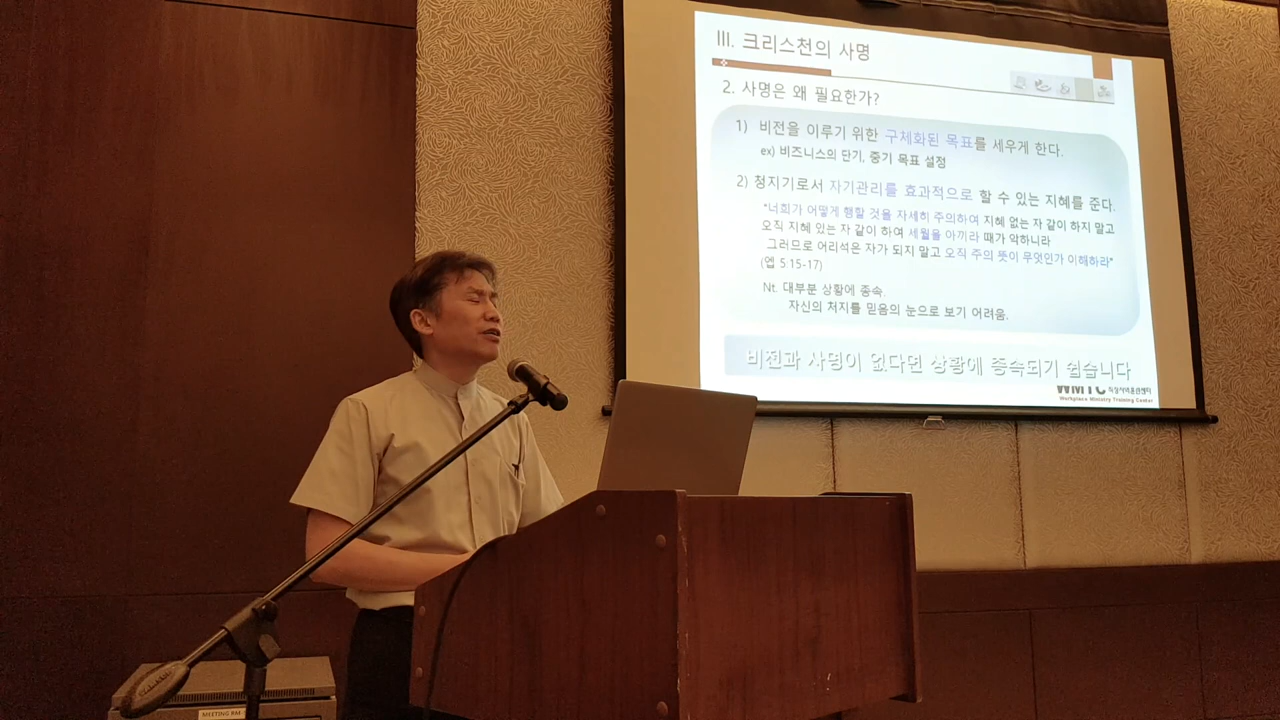 III. 크리스천의 사명
2. 사명은 왜 필요한가?
1) 비전을 이루기 위한 구체화된 목표를 세우게 한다.
ex) 비즈니스의 단기, 중기 목표 설정
2) 청지기로서 자기관리를 효과적으로 할 수 있는 지혜를 준다.
"너희가 어떻게 행할 것을 자세히 주의하여 지혜 없는 자 같이 하지 말고
오직 지혜 있는 자 같이 하여 세월을 아끼라 때가 악하니라
그러므로 어리석은 자가 되지 말고 오직 주의 뜻이 무엇인가 이해하라"
(엡 5:15-17)
Nt. 대부분 상황에 종속.
자신의 처지를 믿음의 눈으로 보기 어려움.
비전과 사명이 없다면 상황에 종속되기 쉽습니다
WMTC 직장사역훈련센터
Workplace Ministry Training Center
MEETING RM